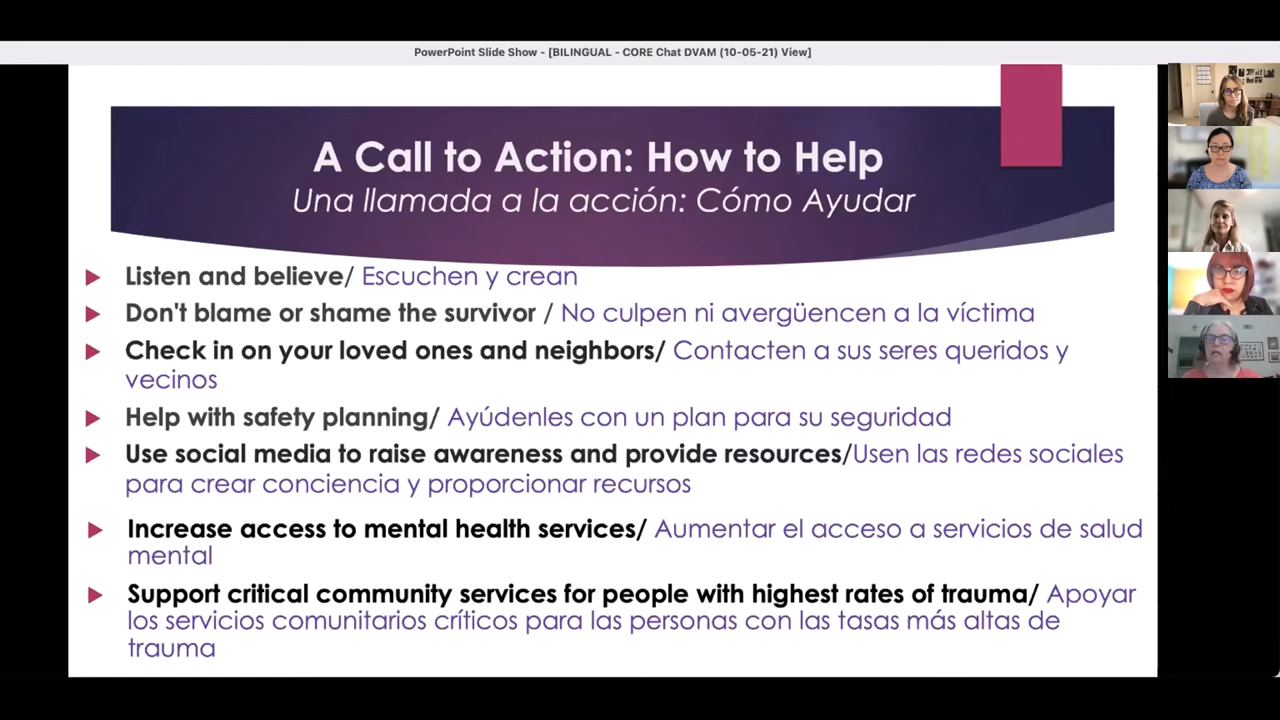 PowerPoint Slide Show - [BILINGUAL - CORE Chat DVAM (10-05-21) View]
A Call to Action: How to Help
Una llamada a la acción: Cómo Ayudar
Listen and believe/ Escuchen y crean
Don't blame or shame the survivor / No culpen ni avergüencen a la víctima
Check in on your loved ones and neighbors/ Contacten a sus seres queridos y
vecinos
Help with safety planning/ Ayúdenles con un plan para su seguridad
Use social media to raise awareness and provide resources/Usen las redes sociales
para crear conciencia y proporcionar recursos
Increase access to mental health services/ Aumentar el acceso a servicios de salud
mental
Support critical community services for people with highest rates of trauma/ Apoyar
los servicios comunitarios críticos para las personas con las tasas más altas de
trauma